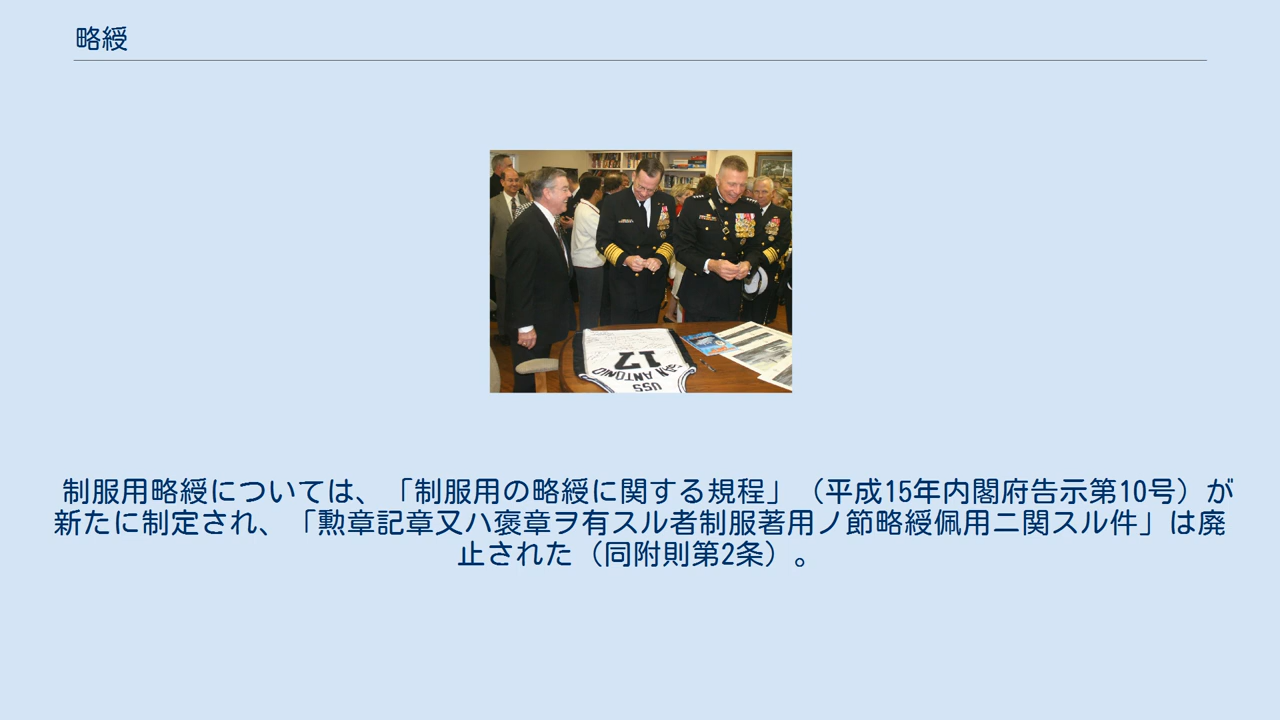 略綬
17
SAN ANTONIO
USS
制服用略綬については、「制服用の略綬に関する規程」（平成15年内閣府告示第10号）が
新たに制定され、「勲章記章又ハ褒章ヲ有スル者制服著用ノ節略綬佩用ニ関スル件」は廃
止された（同附則第2条）。